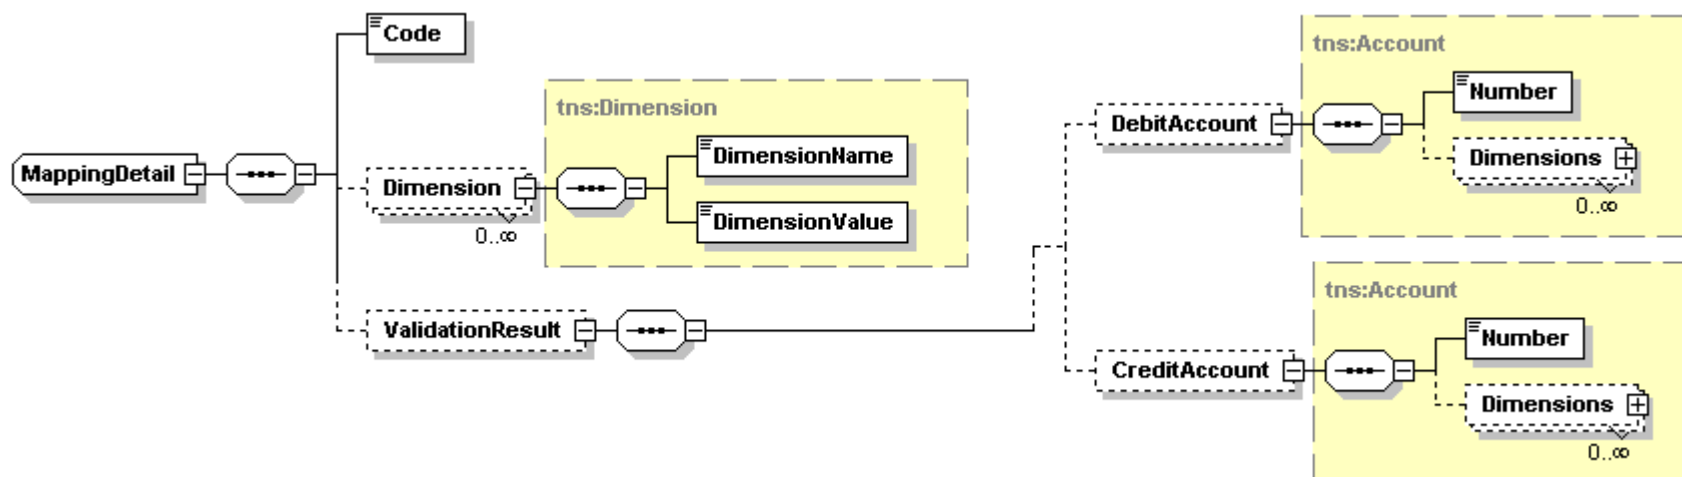 MappingDetail
Code
Dimension
0..∞
tns:Dimension
DimensionName
DimensionValue
ValidationResult
DebitAccount
tns:Account
Number
Dimensions
0..∞
CreditAccount
tns:Account
Number
Dimensions
0..∞